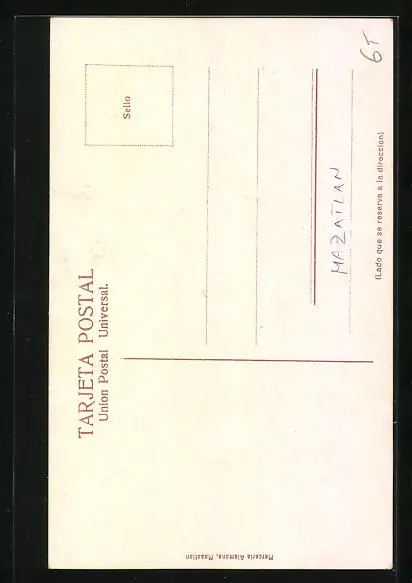 TARJETA POSTAL
Union Postal Universal.
Sello
MAZATLAN
(Lado que se reserva a la direccion)
65
Merceria Alemana, Mazatlan